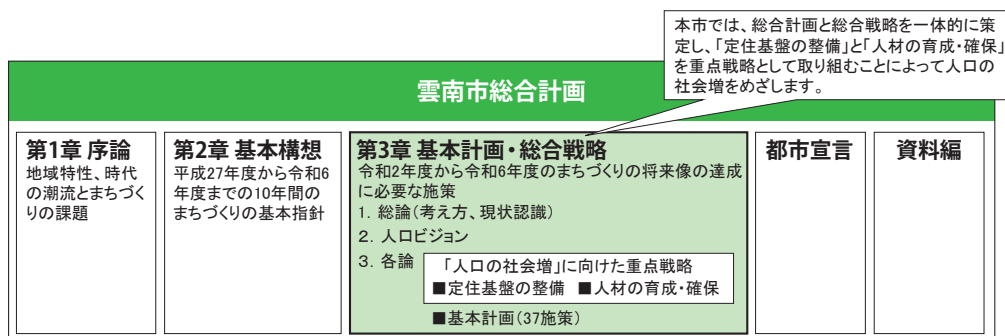 本市では、総合計画と総合戦略を一体的に策
定し、「定住基盤の整備」と「人材の育成・確保」
を重点戦略として取り組むことによって人口の
社会増をめざします。
雲南市総合計画
第1章 序論
地域特性、時代
の潮流とまちづく
りの課題
第2章 基本構想
平成27年度から令和6
年度までの10年間の
まちづくりの基本指針
第3章 基本計画・総合戦略
令和2年度から令和6年度のまちづくりの将来像の達成
に必要な施策
1. 総論（考え方、現状認識）
2. 人口ビジョン
3. 各論
「人口の社会増」に向けた重点戦略
■定住基盤の整備 ■人材の育成・確保
■基本計画（37施策）
都市宣言
資料編